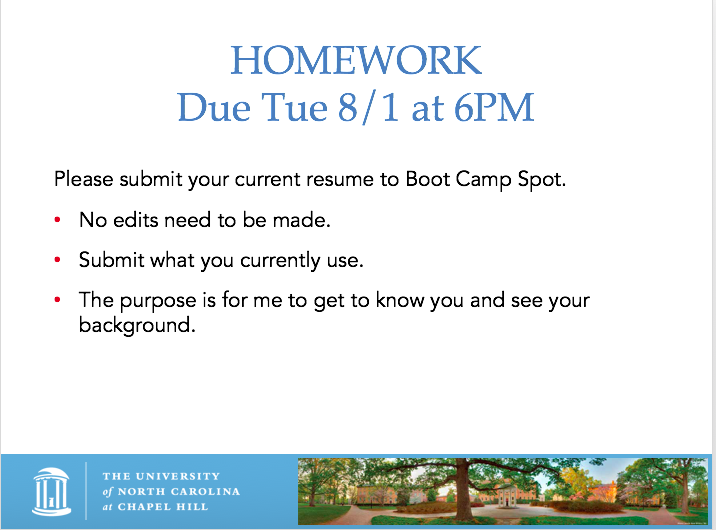 HOMEWORK
Due Tue 8/1 at 6PM
Please submit your current resume to Boot Camp Spot.
• No edits need to be made.
• Submit what you currently use.
• The purpose is for me to get to know you and see your
background.
THE UNIVERSITY
of NORTH CAROLINA
at CHAPEL HILL